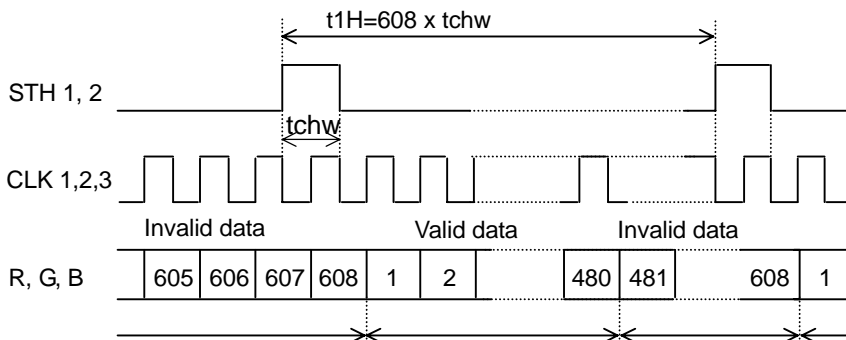 t1H=608 x tchw
STH 1, 2
tchw
CLK 1,2,3
Invalid data
Valid data
Invalid data
R, G, B
605 606 607 608 1 2 480 481 608 1